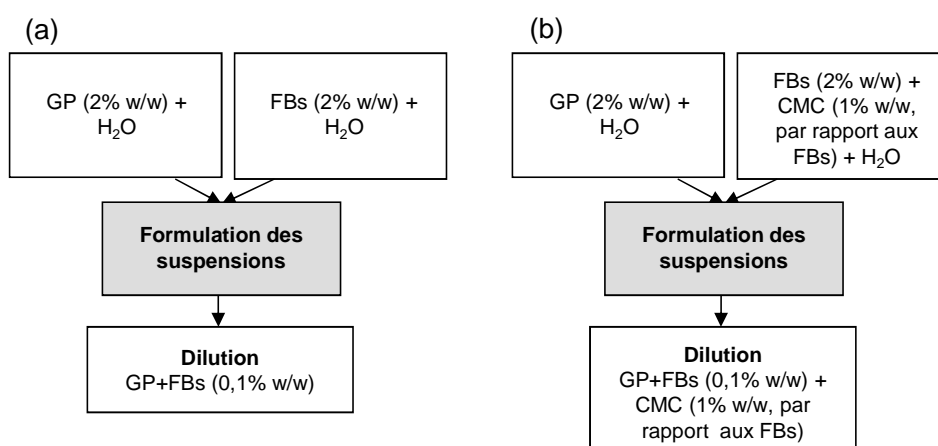 (a)
GP (2% w/w) +
H₂O
FBs (2% w/w) +
H₂O
Formulation des
suspensions
Dilution
GP+FBs (0,1% w/w)
(b)
GP (2% w/w) +
H₂O
FBs (2% w/w) +
CMC (1% w/w,
par rapport aux
FBs) + H₂O
Formulation des
suspensions
Dilution
GP+FBs (0,1% w/w) +
CMC (1% w/w, par
rapport aux FBs)